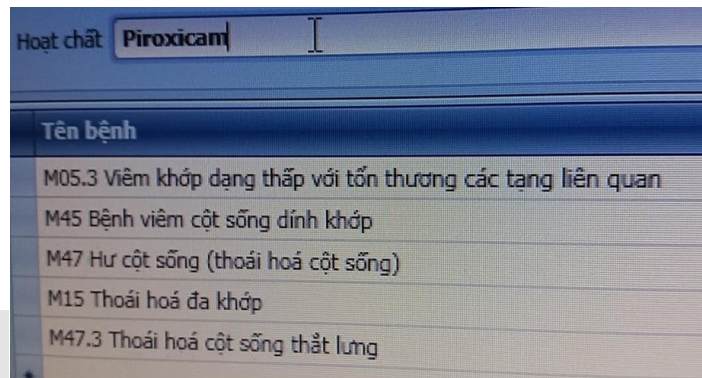 Hoạt chất Piroxicam
Tên bệnh
M05.3 Viêm khớp dạng thấp với tổn thương các tạng liên quan
M45 Bệnh viêm cột sống dính khớp
M47 Hư cột sống (thoái hoá cột sống)
M15 Thoái hoá đa khớp
M47.3 Thoái hoá cột sống thắt lưng